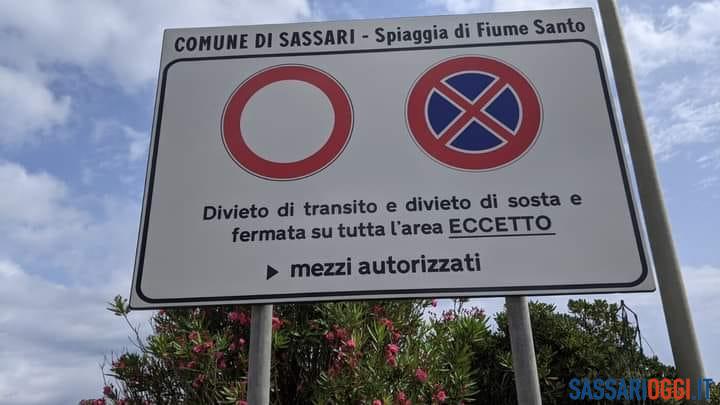 COMUNE DI SASSARI - Spiaggia di Fiume Santo
Divieto di transito e divieto di sosta e
fermata su tutta l'area ECCETTO
mezzi autorizzati
SASSARIOGGI.IT